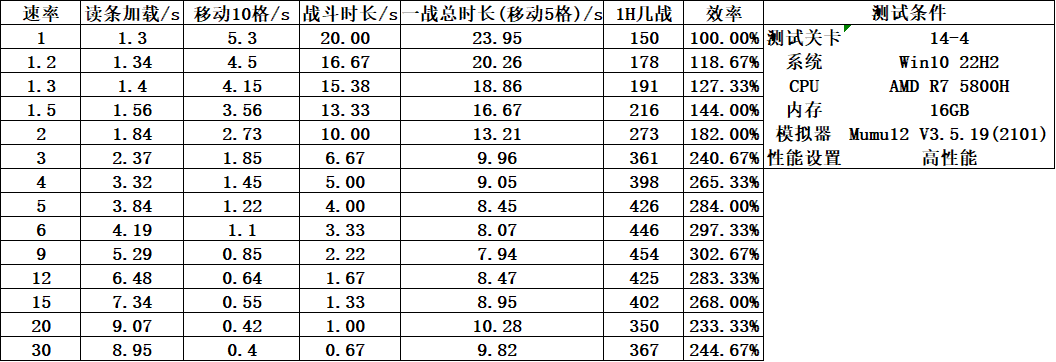 速率 读条加载/s 移动10格/s 战斗时长/s 一战总时长(移动5格)/s 1H几战 效率 测试条件
1 1.3 5.3 20.00 23.95 150 100.00% 测试关卡 14-4
1.2 1.34 4.5 16.67 20.26 178 118.67% 系统 Win10 22H2
1.3 1.4 4.15 15.38 18.86 191 127.33% CPU AMD R7 5800H
1.5 1.56 3.56 13.33 16.67 216 144.00% 内存 16GB
2 1.84 2.73 10.00 13.21 273 182.00% 模拟器 Mumu12 V3.5.19(2101)
3 2.37 1.85 6.67 9.96 361 240.67% 性能设置 高性能
4 3.32 1.45 5.00 9.05 398 265.33%
5 3.84 1.22 4.00 8.45 426 284.00%
6 4.19 1.1 3.33 8.07 446 297.33%
9 5.29 0.85 2.22 7.94 454 302.67%
12 6.48 0.64 1.67 8.47 425 283.33%
15 7.34 0.55 1.33 8.95 402 268.00%
20 9.07 0.42 1.00 10.28 350 233.33%
30 8.95 0.4 0.67 9.82 367 244.67%